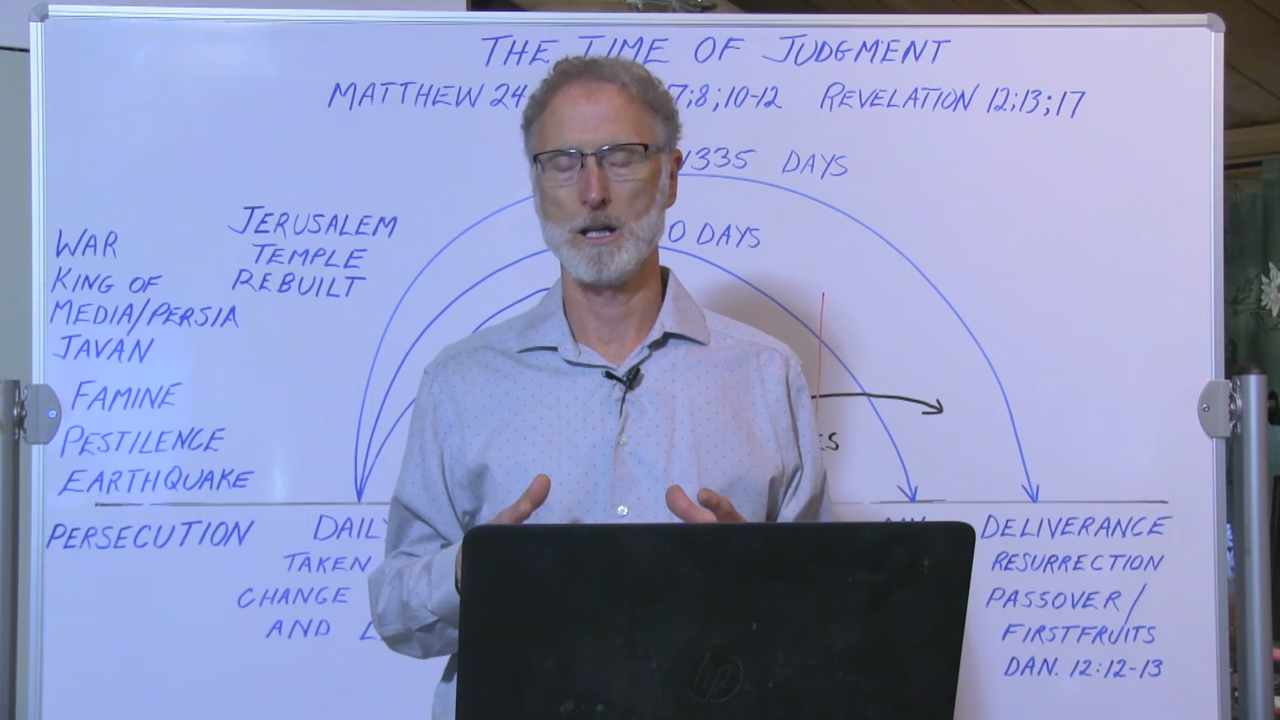 THE TIME OF JUDGMENT
MATTHEW 24 7;8;10-12 REVELATION 12;13;17
1335 DAYS
0 DAYS
JERUSALEM
TEMPLE
REBUILT
WAR
KING OF
MEDIA/PERSIA
JAVAN
FAMINE
PESTILENCE
EARTHQUAKE
ES
PERSECUTION
DAILY
TAKEN
CHANGE
AND
DELIVERANCE
RESURRECTION
PASSOVER/
FIRSTFRUITS
DAN. 12:12-13
hp